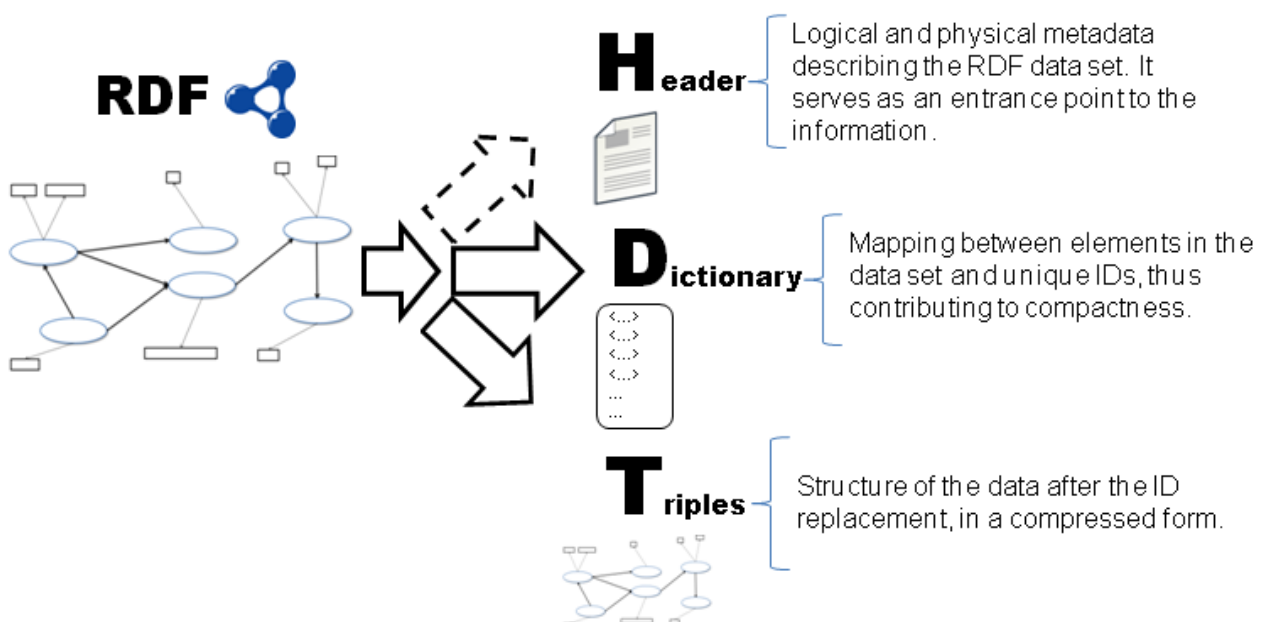 RDF
Header
Logical and physical metadata
describing the RDF data set. It
serves as an entrance point to the
information.
Dictionary
Mapping between elements in the
data set and unique IDs, thus
contributing to compactness.
<...>
<...>
<...>
<...>
...
...
Triples
Structure of the data after the ID
replacement, in a compressed form.